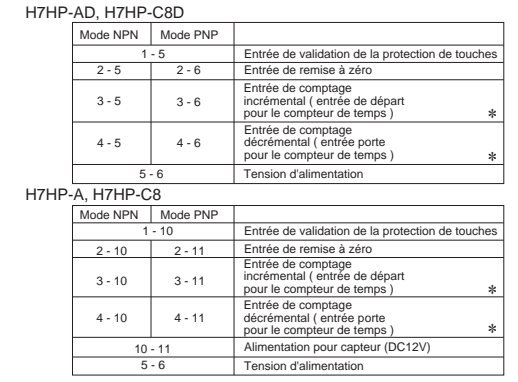 H7HP-AD, H7HP-C8D
Mode NPN Mode PNP
1 - 5 Entrée de validation de la protection de touches
2 - 5 2 - 6 Entrée de remise à zéro
Entrée de comptage
3 - 5 3 - 6 incrémental ( entrée de départ
pour le compteur de temps ) *
Entrée de comptage
4 - 5 4 - 6 décrémental ( entrée porte
pour le compteur de temps ) *
5 - 6 Tension d'alimentation
H7HP-A, H7HP-C8
Mode NPN Mode PNP
1 - 10 Entrée de validation de la protection de touches
2 - 10 2 - 11 Entrée de remise à zéro
Entrée de comptage
3 - 10 3 - 11 incrémental ( entrée de départ
pour le compteur de temps ) *
Entrée de comptage
4 - 10 4 - 11 décrémental ( entrée porte
pour le compteur de temps ) *
10 - 11 Alimentation pour capteur (DC12V)
5 - 6 Tension d'alimentation